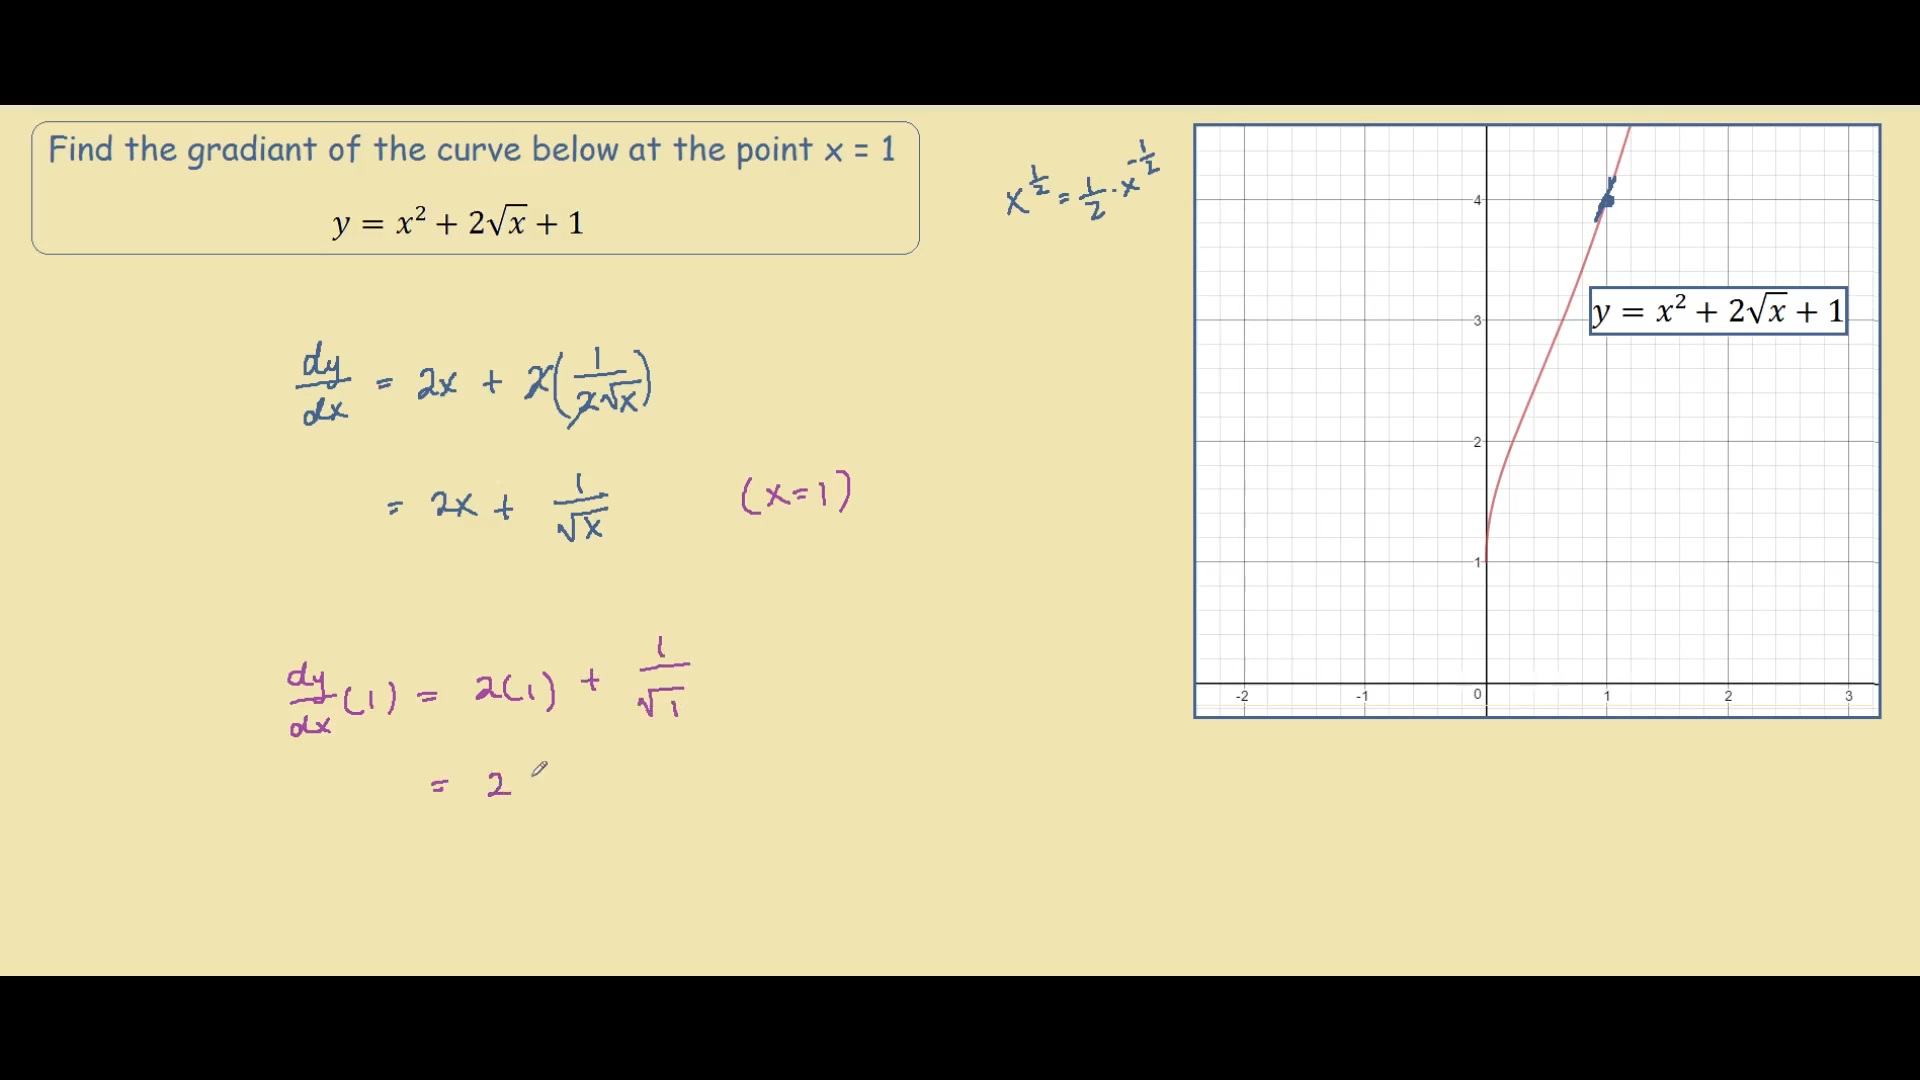 Find the gradiant of the curve below at the point x = 1
y = x² + 2√x + 1
x^(1/2) = 1/2 · x^(-1/2)
dy/dx = 2x + 2(1/(2√x))
= 2x + 1/√x (x=1)
dy/dx (1) = 2(1) + 1/√1
= 2
4
3
2
1
y = x² + 2√x + 1
-2 -1 0 1 2 3